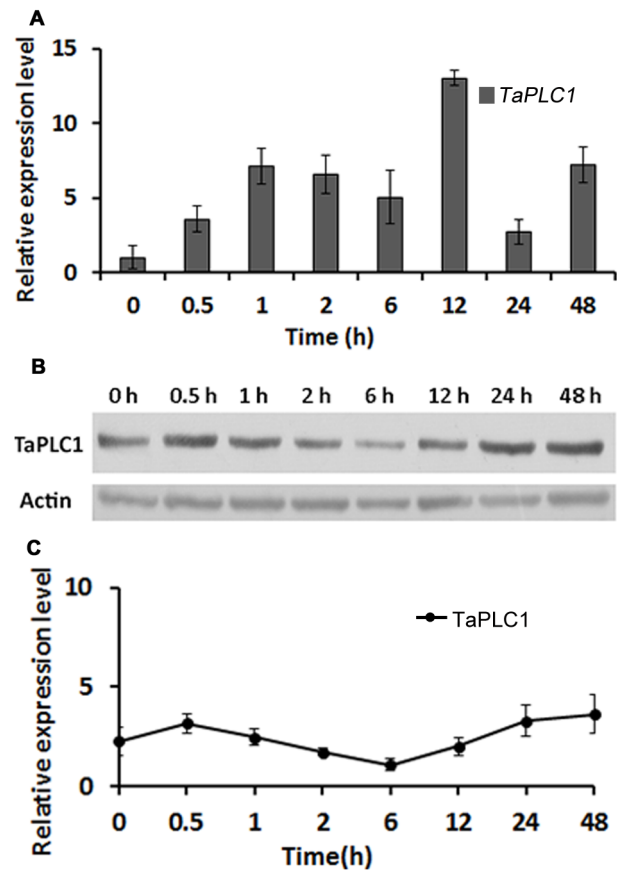 A
Relative expression level
15
10
5
0
TaPLC1
0 0.5 1 2 6 12 24 48
Time (h)
B
0 h 0.5 h 1 h 2 h 6 h 12 h 24 h 48 h
TaPLC1
Actin
C
Relative expression level
10
5
0
TaPLC1
0 0.5 1 2 6 12 24 48
Time(h)